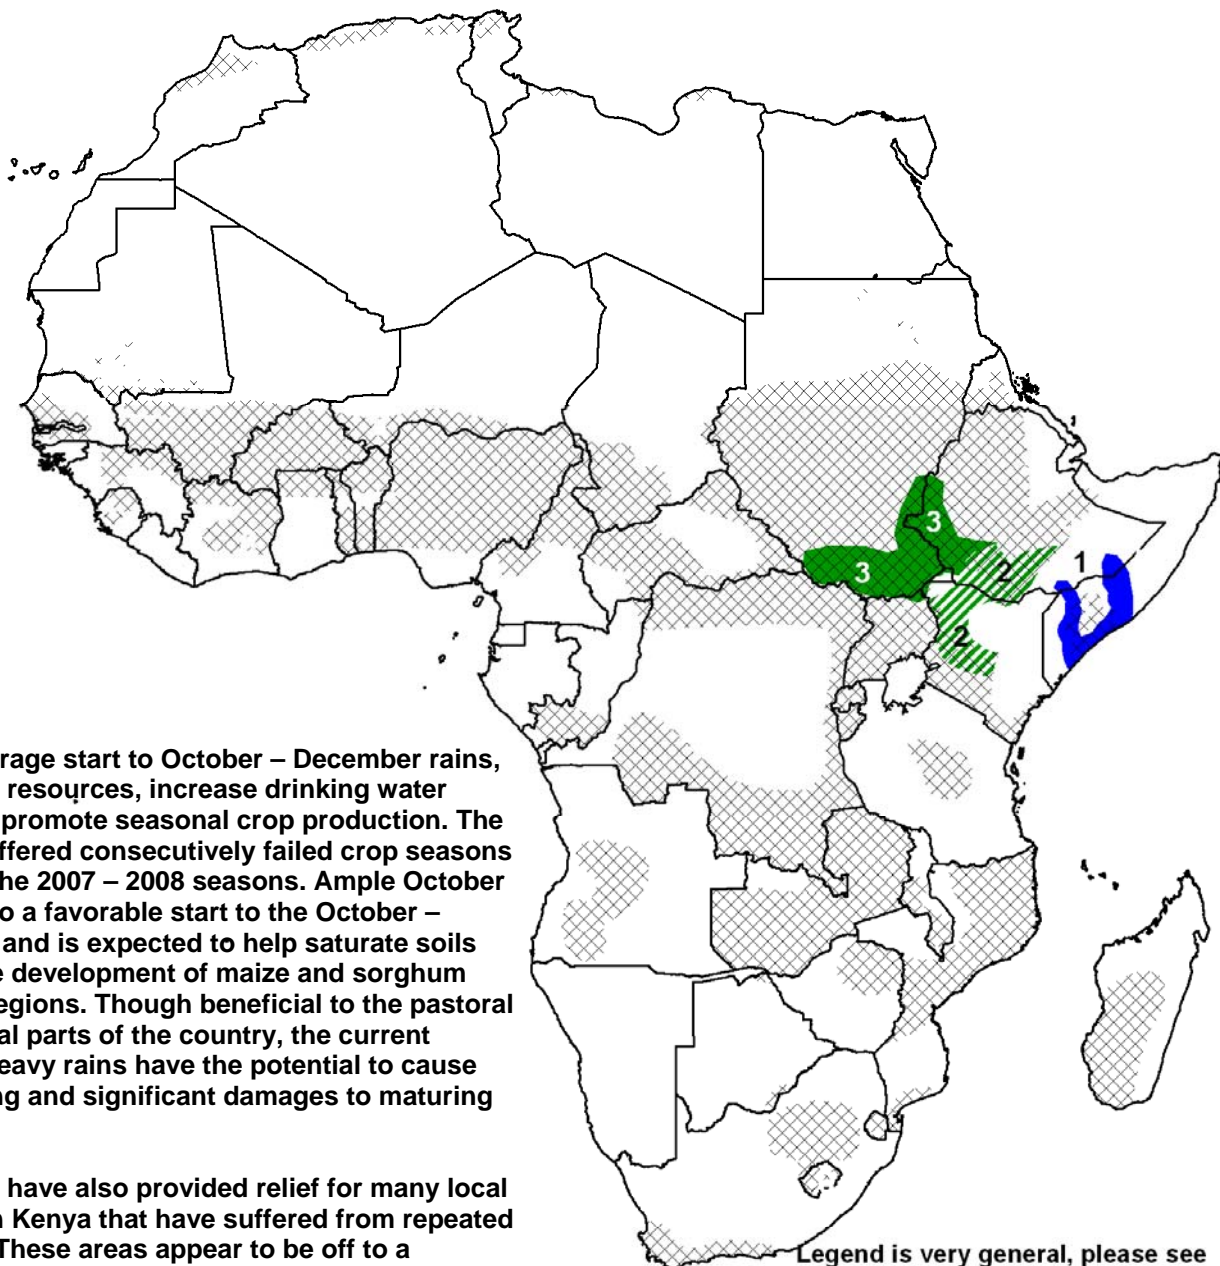 1
3
3
2
2
rage start to October – December rains,
resources, increase drinking water
promote seasonal crop production. The
ffered consecutively failed crop seasons
he 2007 – 2008 seasons. Ample October
o a favorable start to the October –
and is expected to help saturate soils
e development of maize and sorghum
egions. Though beneficial to the pastoral
al parts of the country, the current
eavy rains have the potential to cause
ng and significant damages to maturing
have also provided relief for many local
n Kenya that have suffered from repeated
These areas appear to be off to a
Legend is very general, please see